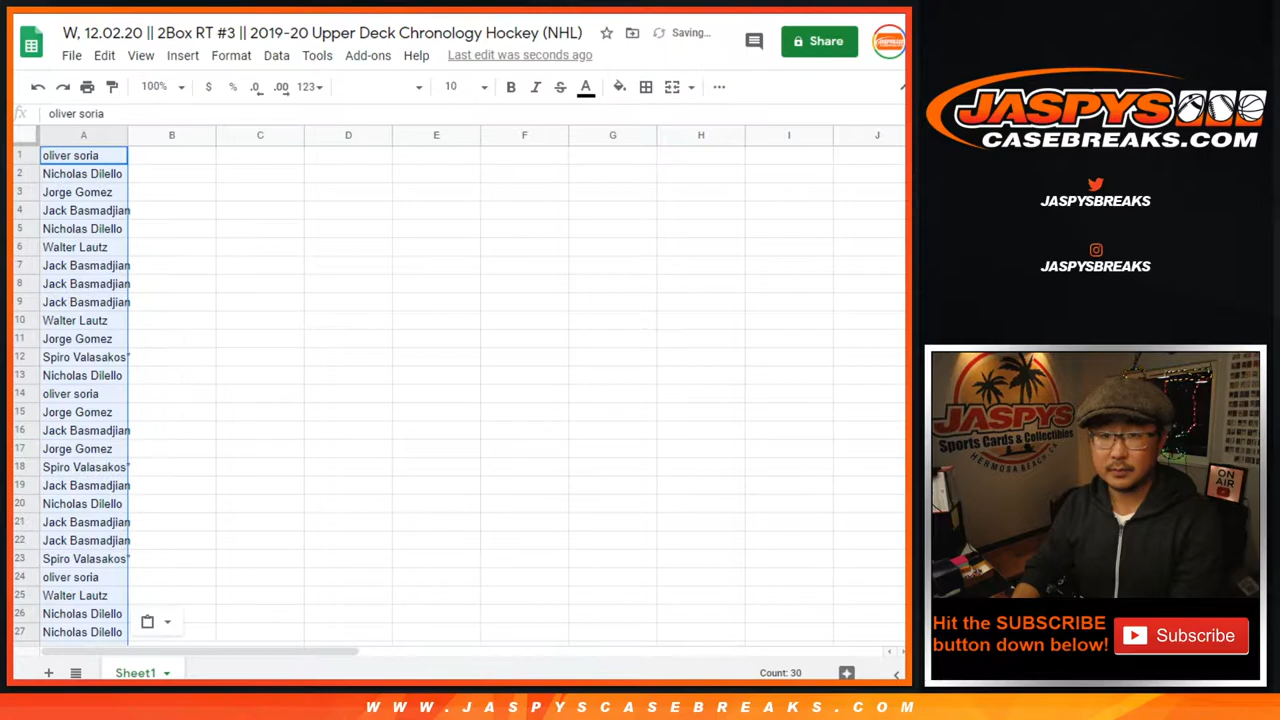 W, 12.02.20 || 2Box RT #3 || 2019-20 Upper Deck Chronology Hockey (NHL) Saving...
File Edit View Insert Format Data Tools Add-ons Help Last edit was seconds ago
Share
100% $ % .0 .00 123 10 B I S A
fx oliver soria
A B C D E F G H I J
1 oliver soria
2 Nicholas Dilello
3 Jorge Gomez
4 Jack Basmadjian
5 Nicholas Dilello
6 Walter Lautz
7 Jack Basmadjian
8 Jack Basmadjian
9 Jack Basmadjian
10 Walter Lautz
11 Jorge Gomez
12 Spiro Valasakos*
13 Nicholas Dilello
14 oliver soria
15 Jorge Gomez
16 Jack Basmadjian
17 Jorge Gomez
18 Spiro Valasakos*
19 Jack Basmadjian
20 Nicholas Dilello
21 Jack Basmadjian
22 Jack Basmadjian
23 Spiro Valasakos*
24 oliver soria
25 Walter Lautz
26 Nicholas Dilello
27 Nicholas Dilello
Sheet1
Count: 30
JASPYS
CASEBREAKS.COM
JASPYSBREAKS
JASPYSBREAKS
JASPYS
Sports Cards & Collectibles
HERMOSA BEACH, CA
ON AIR
Hit the SUBSCRIBE
button down below!
Subscribe
WWW.JASPYSCASEBREAKS.COM